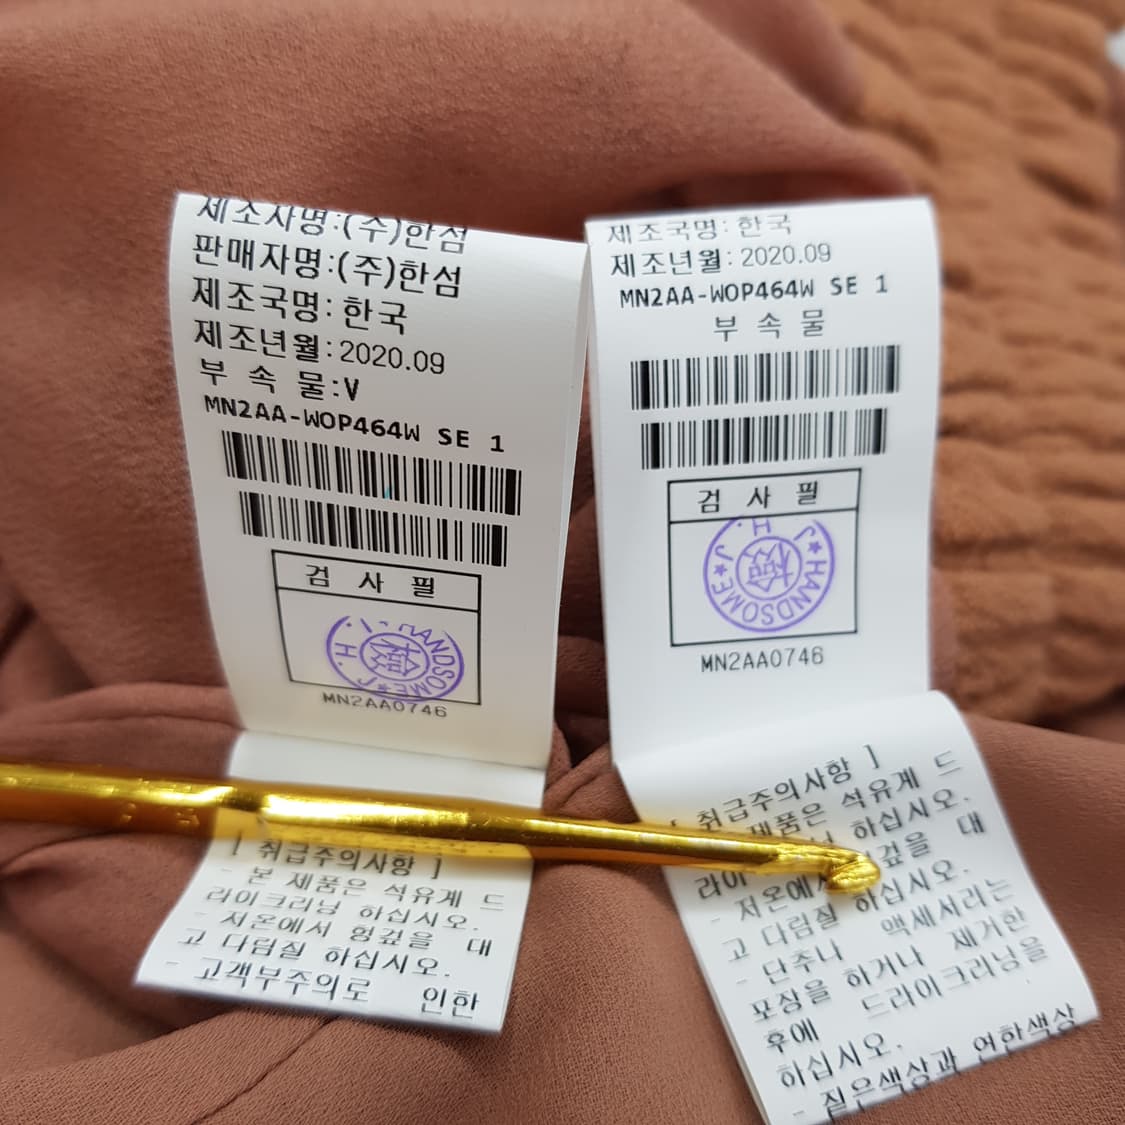 제조자명:(주)한섬
판매자명:(주)한섬
제조국명: 한국
제조년월:2020.09
부 속 물:V
MN2AA-WOP464W SE 1
검 사 필
H. J HANDSOME
檢
MN2AA0746
[ 취급주의사항 ]
- 본 제품은 석유계 드
라이크리닝 하십시오.
- 저온에서 헝겊을 대
고 다림질 하십시오.
- 고객부주의로 인한
제조국명: 한국
제조년월: 2020.09
MN2AA-WOP464W SE 1
부 속 물
검 사 필
H. J ★HANDSOME★ J
檢
MN2AA0746
[ 취급주의사항 ]
제품은 석유계 드
라이 하십시오.
- 저온에서 헝겊을 대
고 다림질 하십시오.
- 단추나 액세서리는
포장을 하거나 제거한
후에 드라이크리닝을
하십시오.
- 짙은색상과 연한색상